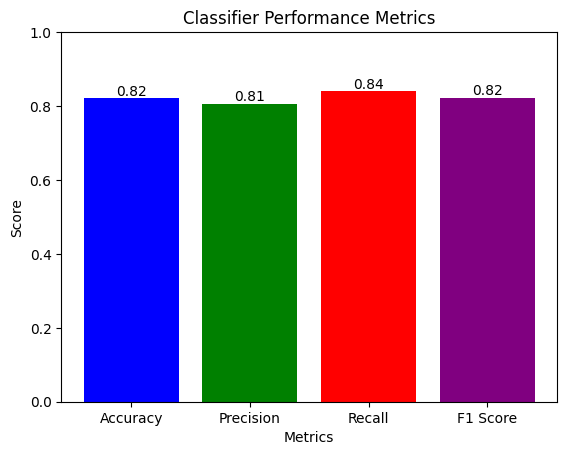 Classifier Performance Metrics
1.0
0.8
0.6
0.4
0.2
0.0
Score
0.82
0.81
0.84
0.82
Accuracy
Precision
Recall
F1 Score
Metrics